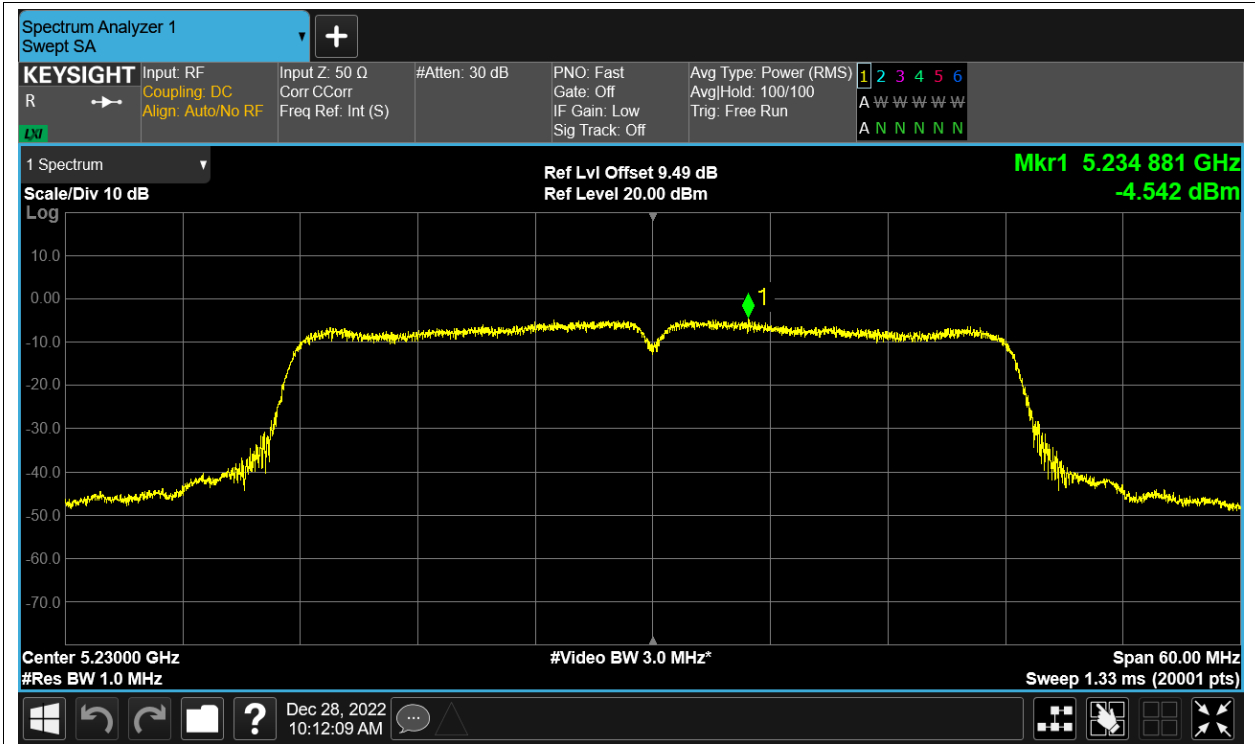 Spectrum Analyzer 1
Swept SA
KEYSIGHT
R
LXI
Input: RF
Coupling: DC
Align: Auto/No RF
Input Z: 50 Ω
Corr CCorr
Freq Ref: Int (S)
#Atten: 30 dB
PNO: Fast
Gate: Off
IF Gain: Low
Sig Track: Off
Avg Type: Power (RMS)
Avg|Hold: 100/100
Trig: Free Run
1 2 3 4 5 6
A W W W W W
A N N N N N
1 Spectrum
Scale/Div 10 dB
Log
Ref Lvl Offset 9.49 dB
Ref Level 20.00 dBm
Mkr1 5.234 881 GHz
-4.542 dBm
10.0
0.00
1
-10.0
-20.0
-30.0
-40.0
-50.0
-60.0
-70.0
Center 5.23000 GHz
#Res BW 1.0 MHz
#Video BW 3.0 MHz*
Span 60.00 MHz
Sweep 1.33 ms (20001 pts)
?
Dec 28, 2022
10:12:09 AM